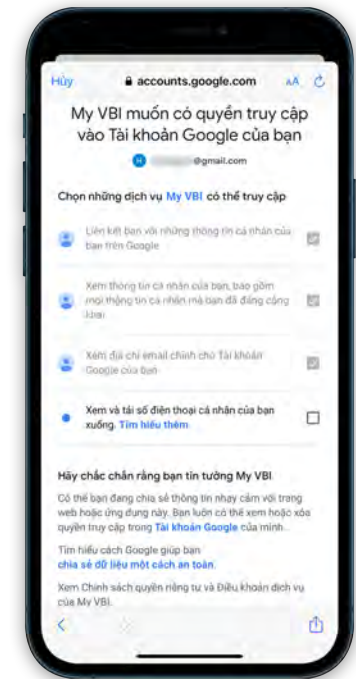 Hủy accounts.google.com AA
My VBI muốn có quyền truy cập
vào Tài khoản Google của bạn
H @gmail.com
Chọn những dịch vụ My VBI có thể truy cập
Liên kết bạn với những thông tin cá nhân của
bạn trên Google
Xem thông tin cá nhân của bạn, bao gồm
mọi thông tin cá nhân mà bạn đã đăng công
khai
Xem địa chỉ email chính cho Tài khoản
Google của bạn
Xem và tải số điện thoại cá nhân của bạn
xuống. Tìm hiểu thêm
Hãy chắc chắn rằng bạn tin tưởng My VBI
Có thể bạn đang chia sẻ thông tin nhạy cảm với trang
web hoặc ứng dụng này. Bạn luôn có thể xem hoặc xóa
quyền truy cập trong Tài khoản Google của mình.
Tìm hiểu cách Google giúp bạn
chia sẻ dữ liệu một cách an toàn.
Xem Chính sách quyền riêng tư và Điều khoản dịch vụ
của My VBI.